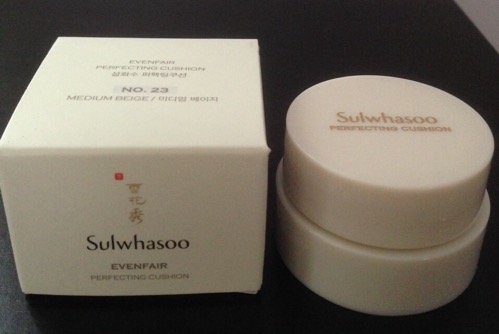 EVENFAIR
PERFECTING CUSHION
설화수 퍼펙팅쿠션
NO. 23
MEDIUM BEIGE / 미디엄 베이지
雪花秀
Sulwhasoo
EVENFAIR
PERFECTING CUSHION
Sulwhasoo
PERFECTING CUSHION